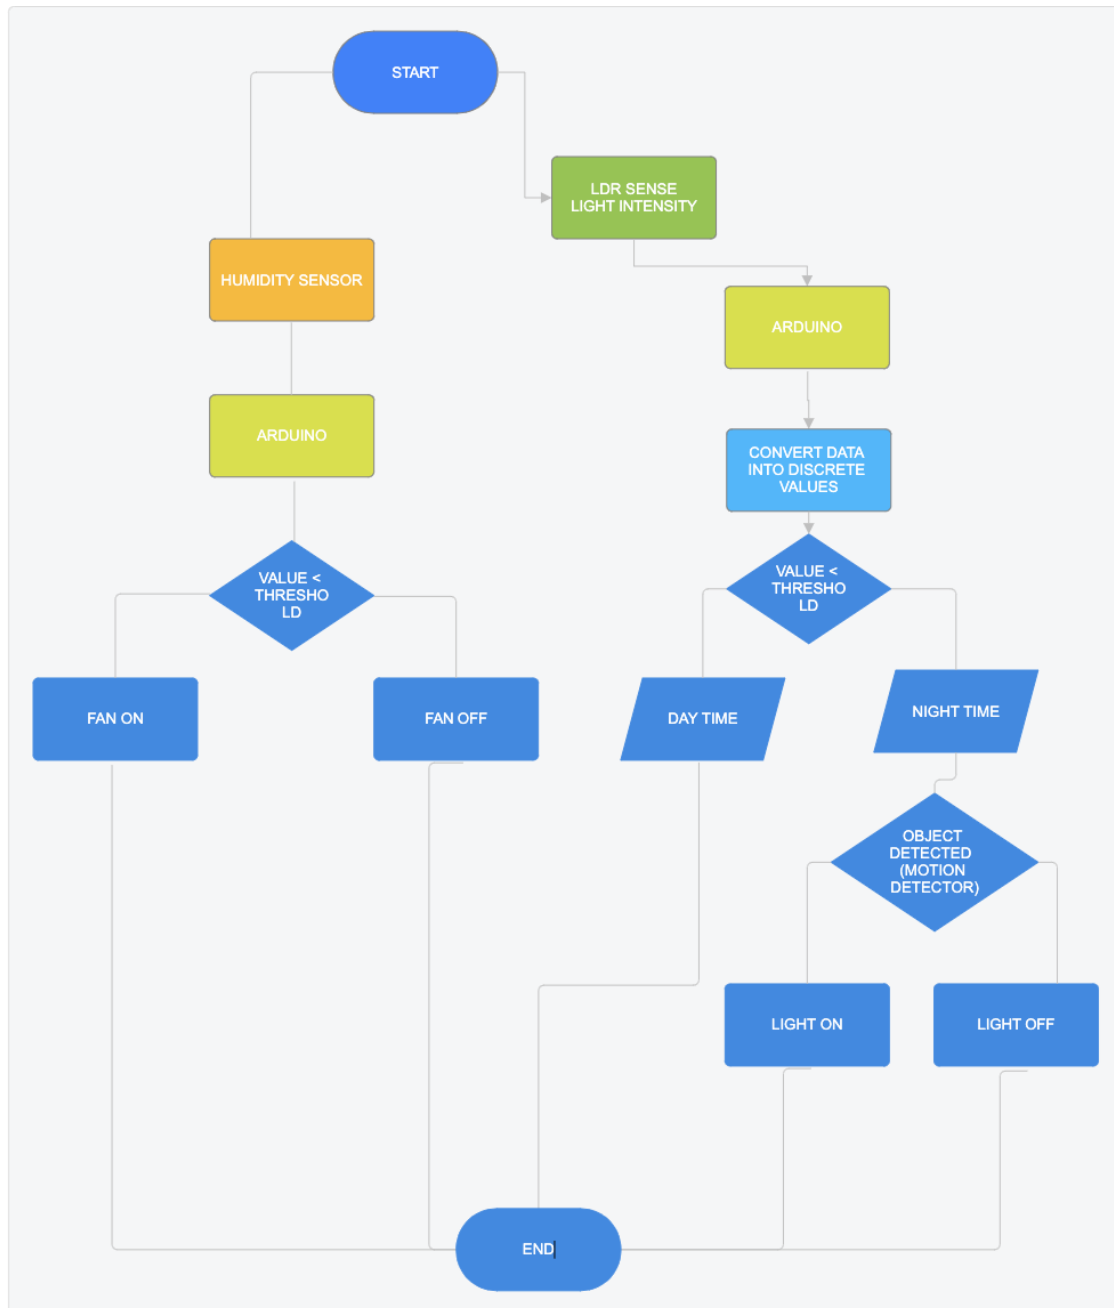 START
LDR SENSE
LIGHT INTENSITY
HUMIDITY SENSOR
ARDUINO
ARDUINO
CONVERT DATA
INTO DISCRETE
VALUES
VALUE <
THRESHO
LD
VALUE <
THRESHO
LD
FAN ON
FAN OFF
DAY TIME
NIGHT TIME
OBJECT
DETECTED
(MOTION
DETECTOR)
LIGHT ON
LIGHT OFF
END